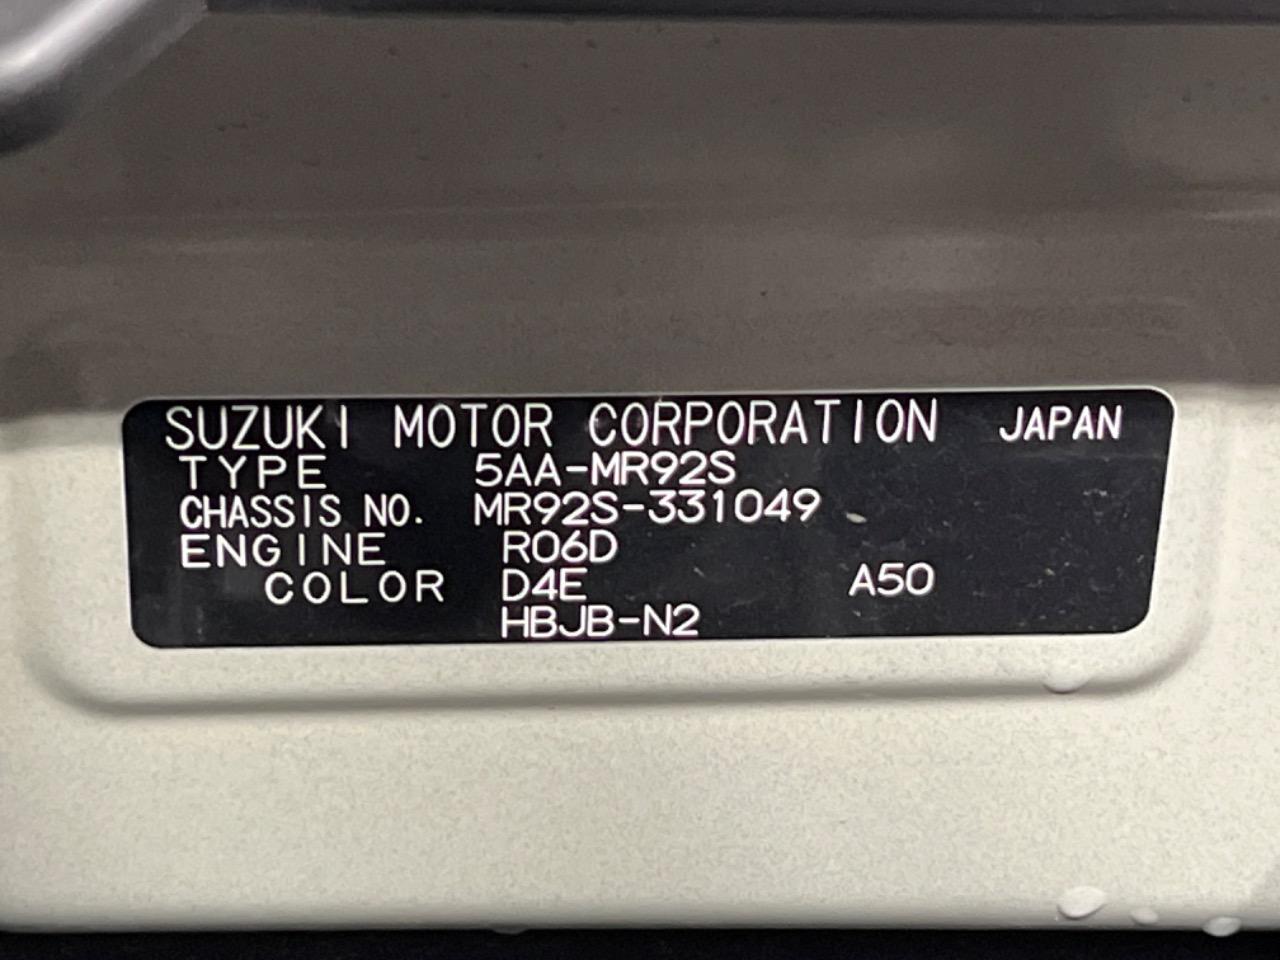 SUZUKI MOTOR CORPORATION JAPAN
TYPE 5AA-MR92S
CHASSIS NO. MR92S-331049
ENGINE R06D
COLOR D4E A50
HBJB-N2